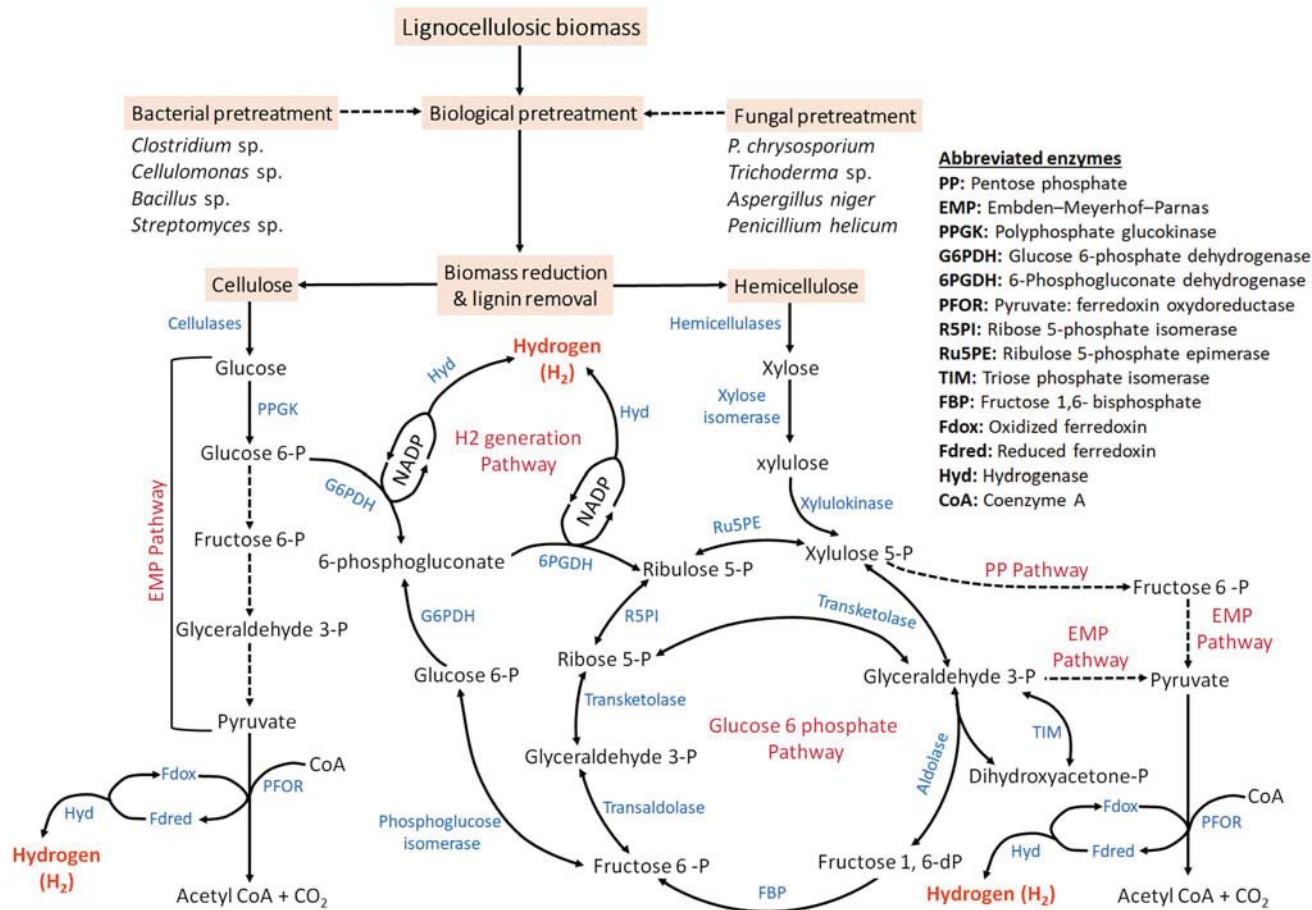 Lignocellulosic biomass
Bacterial pretreatment
Biological pretreatment
Fungal pretreatment
Clostridium sp.
Cellulomonas sp.
Bacillus sp.
Streptomyces sp.
P. chrysosporium
Trichoderma sp.
Aspergillus niger
Penicillium helicum
Abbreviated enzymes
PP: Pentose phosphate
EMP: Embden–Meyerhof–Parnas
PPGK: Polyphosphate glucokinase
G6PDH: Glucose 6-phosphate dehydrogenase
6PGDH: 6-Phosphogluconate dehydrogenase
PFOR: Pyruvate: ferredoxin oxydoreductase
R5PI: Ribose 5-phosphate isomerase
Ru5PE: Ribulose 5-phosphate epimerase
TIM: Triose phosphate isomerase
FBP: Fructose 1,6- bisphosphate
Fdox: Oxidized ferredoxin
Fdred: Reduced ferredoxin
Hyd: Hydrogenase
CoA: Coenzyme A
Cellulose
Biomass reduction
& lignin removal
Hemicellulose
Cellulases
Hemicellulases
Glucose
PPGK
Glucose 6-P
Fructose 6-P
Glyceraldehyde 3-P
Pyruvate
EMP Pathway
CoA
PFOR
Fdox
Fdred
Hyd
Hydrogen
(H2)
Acetyl CoA + CO2
Hydrogen
(H2)
Hyd
Hyd
NADP
NADP
H2 generation
Pathway
G6PDH
6-phosphogluconate
6PGDH
Ribulose 5-P
Ru5PE
Xylose
Xylose
isomerase
xylulose
Xylulokinase
Xylulose 5-P
PP Pathway
Fructose 6 -P
EMP
Pathway
G6PDH
Glucose 6-P
R5PI
Ribose 5-P
Transketolase
Transketolase
Glyceraldehyde 3-P
EMP
Pathway
Pyruvate
Glucose 6 phosphate
Pathway
Glyceraldehyde 3-P
TIM
Dihydroxyacetone-P
Aldolase
Transaldolase
Phosphoglucose
isomerase
Fructose 6 -P
FBP
Fructose 1, 6-dP
CoA
PFOR
Fdox
Fdred
Hyd
Hydrogen (H2)
Acetyl CoA + CO2